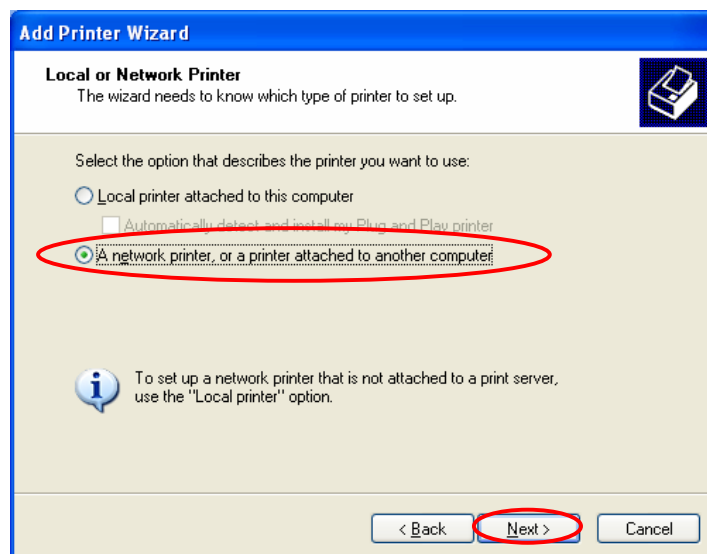 Add Printer Wizard
Local or Network Printer
The wizard needs to know which type of printer to set up.
Select the option that describes the printer you want to use:
Local printer attached to this computer
Automatically detect and install my Plug and Play printer
A network printer, or a printer attached to another computer
To set up a network printer that is not attached to a print server,
use the "Local printer" option.
< Back Next > Cancel